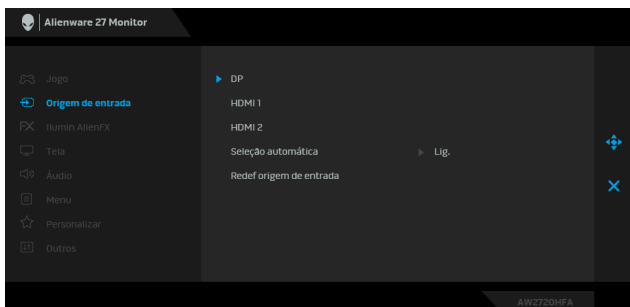 Alienware 27 Monitor
Jogo
Origem de entrada
Ilumin AlienFX
Tela
Áudio
Menu
Personalizar
Outros
DP
HDMI 1
HDMI 2
Seleção automática Lig.
Redef origem de entrada
AW2720HFA